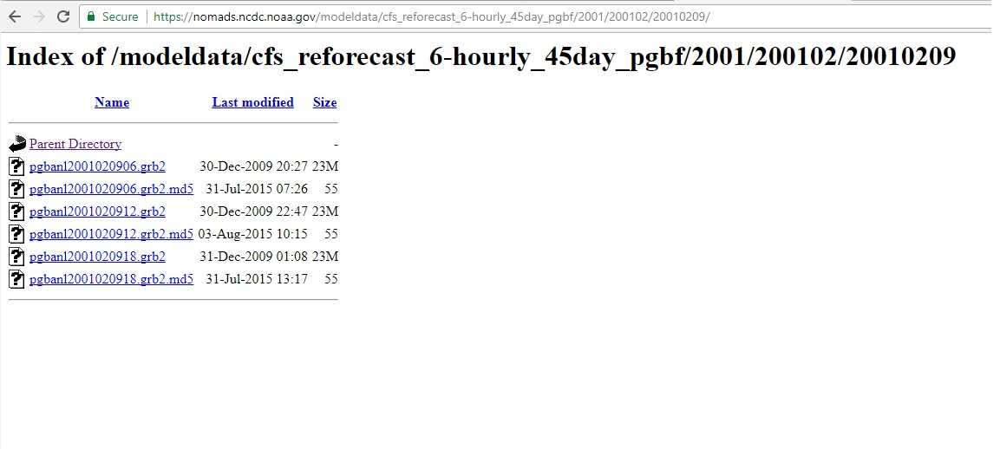 Secure https://nomads.ncdc.noaa.gov/modeldata/cfs_reforecast_6-hourly_45day_pgbf/2001/200102/20010209/
Index of /modeldata/cfs_reforecast_6-hourly_45day_pgbf/2001/200102/20010209
Name Last modified Size
Parent Directory -
pgbanl2001020906.grb2 30-Dec-2009 20:27 23M
pgbanl2001020906.grb2.md5 31-Jul-2015 07:26 55
pgbanl2001020912.grb2 30-Dec-2009 22:47 23M
pgbanl2001020912.grb2.md5 03-Aug-2015 10:15 55
pgbanl2001020918.grb2 31-Dec-2009 01:08 23M
pgbanl2001020918.grb2.md5 31-Jul-2015 13:17 55